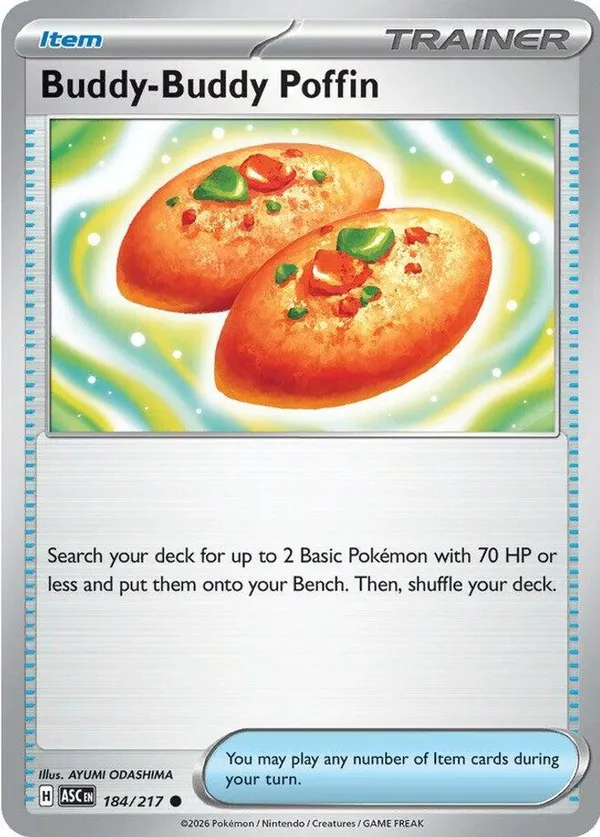 Item
TRAINER
Buddy-Buddy Poffin
Search your deck for up to 2 Basic Pokémon with 70 HP or
less and put them onto your Bench. Then, shuffle your deck.
You may play any number of Item cards during
your turn.
Illus. AYUMI ODASHIMA
H ASC EN 184/217
©2026 Pokémon / Nintendo / Creatures / GAME FREAK